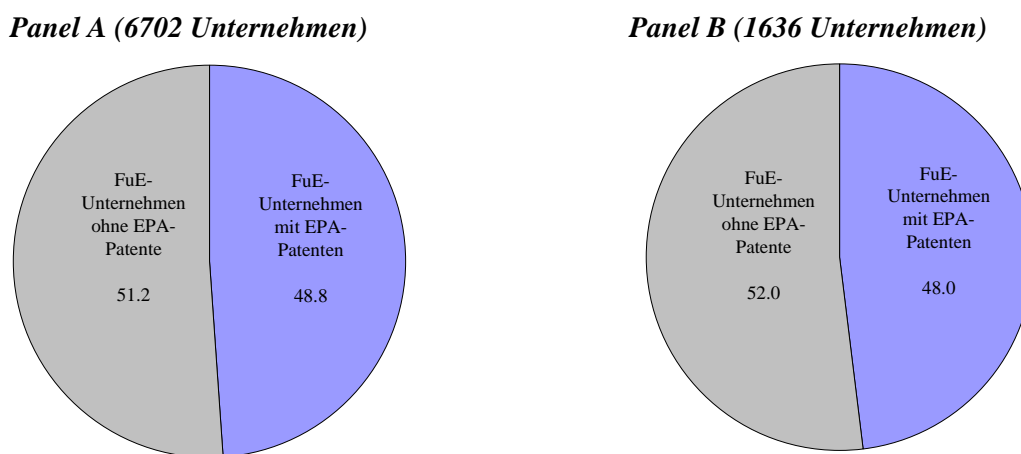 Panel A (6702 Unternehmen)
FuE-
Unternehmen
ohne EPA-
Patente
51.2
FuE-
Unternehmen
mit EPA-
Patenten
48.8
Panel B (1636 Unternehmen)
FuE-
Unternehmen
ohne EPA-
Patente
52.0
FuE-
Unternehmen
mit EPA-
Patenten
48.0